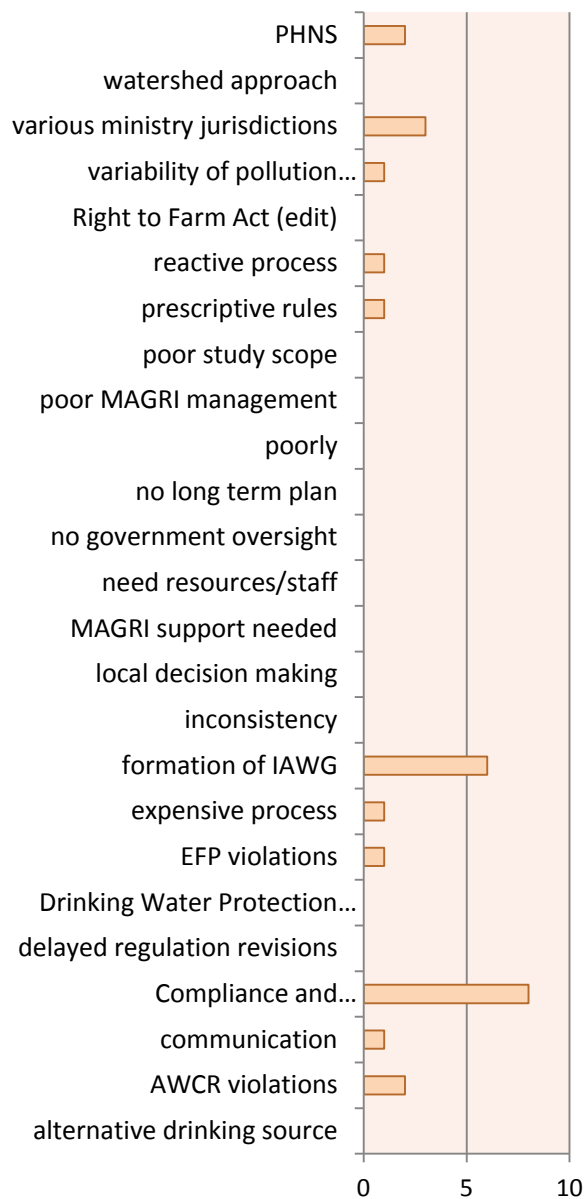 PHNS
watershed approach
various ministry jurisdictions
variability of pollution…
Right to Farm Act (edit)
reactive process
prescriptive rules
poor study scope
poor MAGRI management
poorly
no long term plan
no government oversight
need resources/staff
MAGRI support needed
local decision making
inconsistency
formation of IAWG
expensive process
EFP violations
Drinking Water Protection…
delayed regulation revisions
Compliance and…
communication
AWCR violations
alternative drinking source
0 5 10